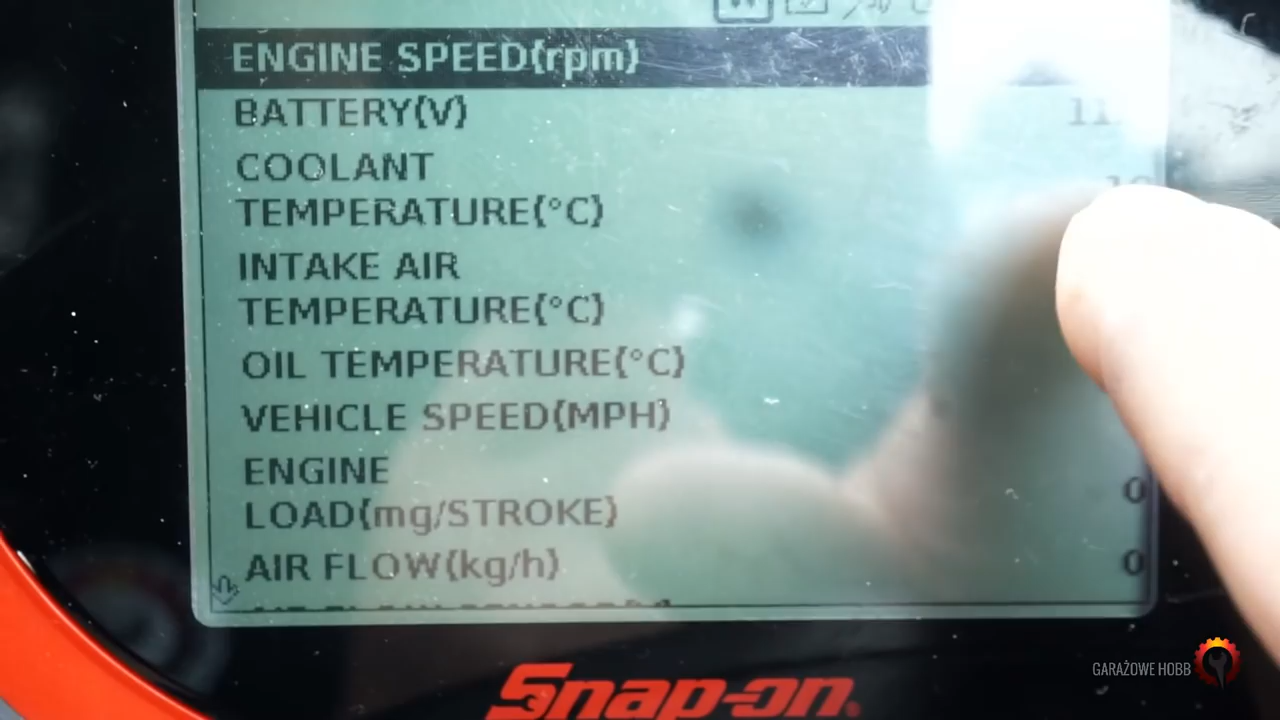 ENGINE SPEED{rpm}
BATTERY{V} 11
COOLANT
TEMPERATURE{°C}
INTAKE AIR
TEMPERATURE{°C}
OIL TEMPERATURE{°C}
VEHICLE SPEED{MPH}
ENGINE
LOAD{mg/STROKE} 0
AIR FLOW{kg/h} 0
Snap-on.
GARAŻOWE HOBB